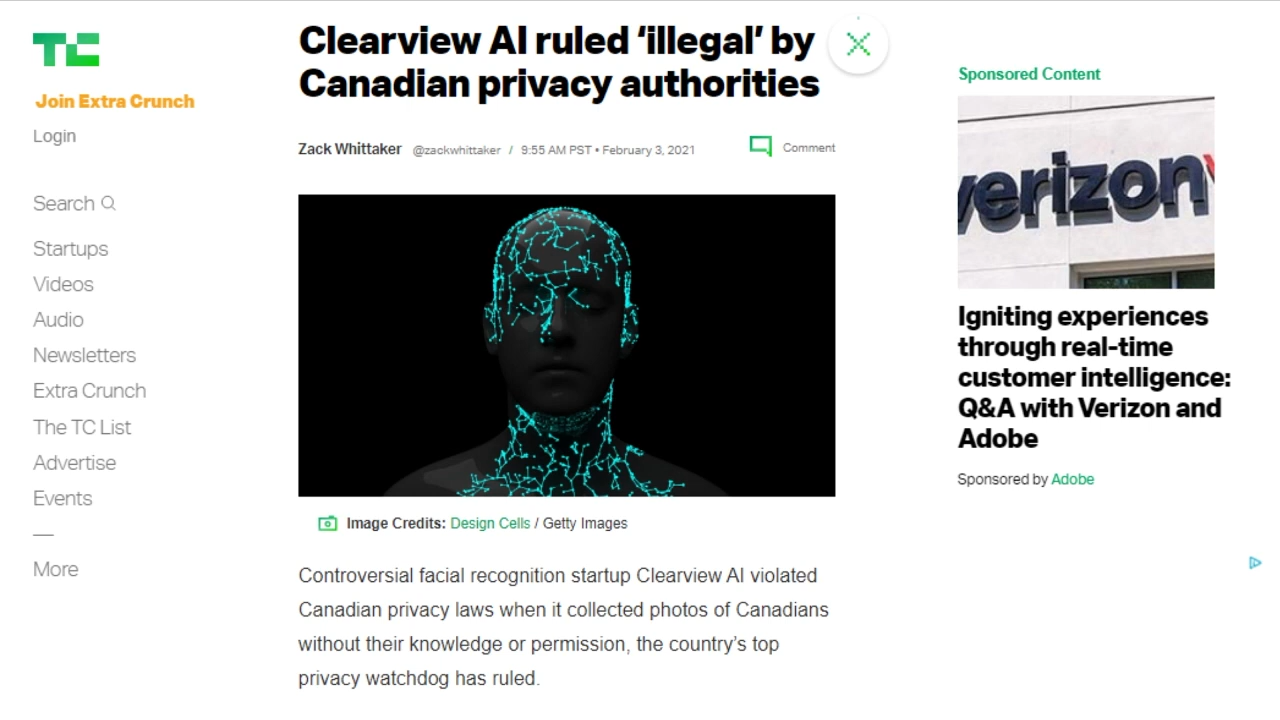 TC
Join Extra Crunch
Login
Search
Startups
Videos
Audio
Newsletters
Extra Crunch
The TC List
Advertise
Events
—
More
Clearview AI ruled ‘illegal’ by
Canadian privacy authorities
Zack Whittaker @zackwhittaker / 9:55 AM PST • February 3, 2021
Comment
Image Credits: Design Cells / Getty Images
Controversial facial recognition startup Clearview AI violated
Canadian privacy laws when it collected photos of Canadians
without their knowledge or permission, the country’s top
privacy watchdog has ruled.
Sponsored Content
verizon
Igniting experiences
through real-time
customer intelligence:
Q&A with Verizon and
Adobe
Sponsored by Adobe